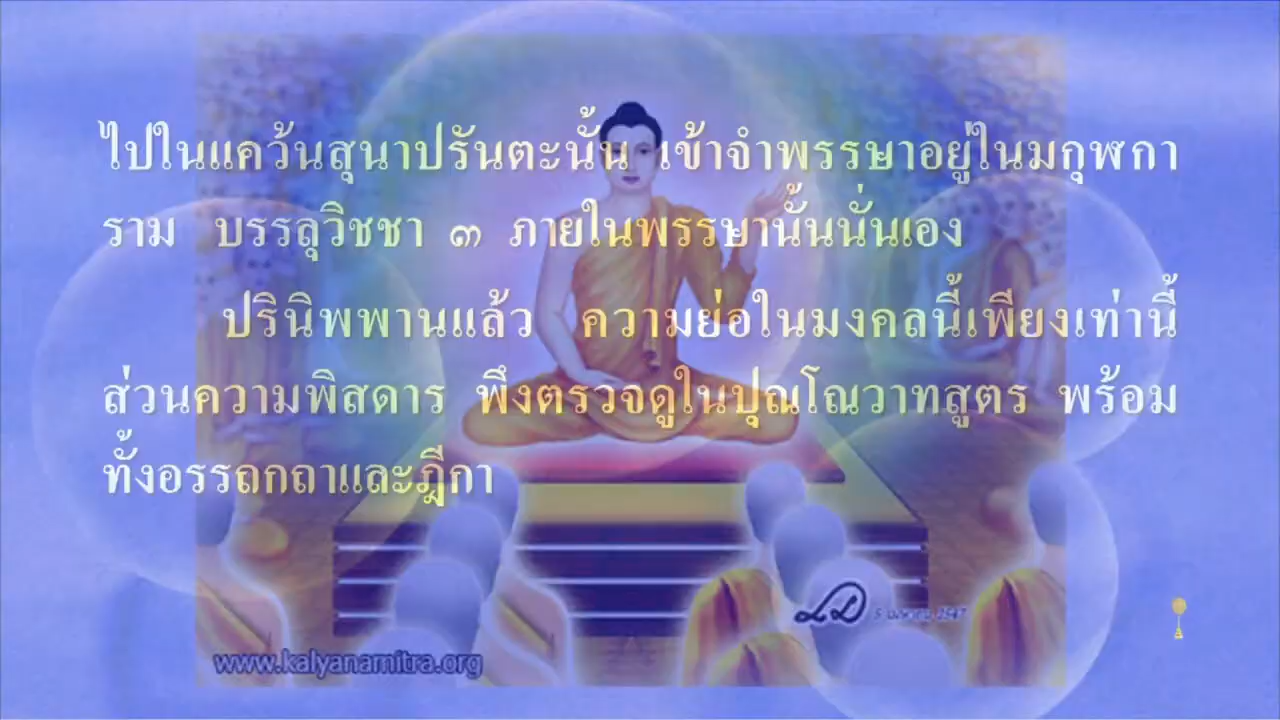 ไปในแคว้นสุนาปรันตะนั้น เข้าจำพรรษาอยู่ในมกุฬกา
ราม บรรลุวิชชา ๓ ภายในพรรษานั้นนั่นเอง
ปรินิพพานแล้ว ความย่อในมงคลนี้เพียงเท่านี้
ส่วนความพิสดาร พึงตรวจดูในปุณโณวาทสูตร พร้อม
ทั้งอรรถกถาและฎีกา
www.kalyanamitra.org